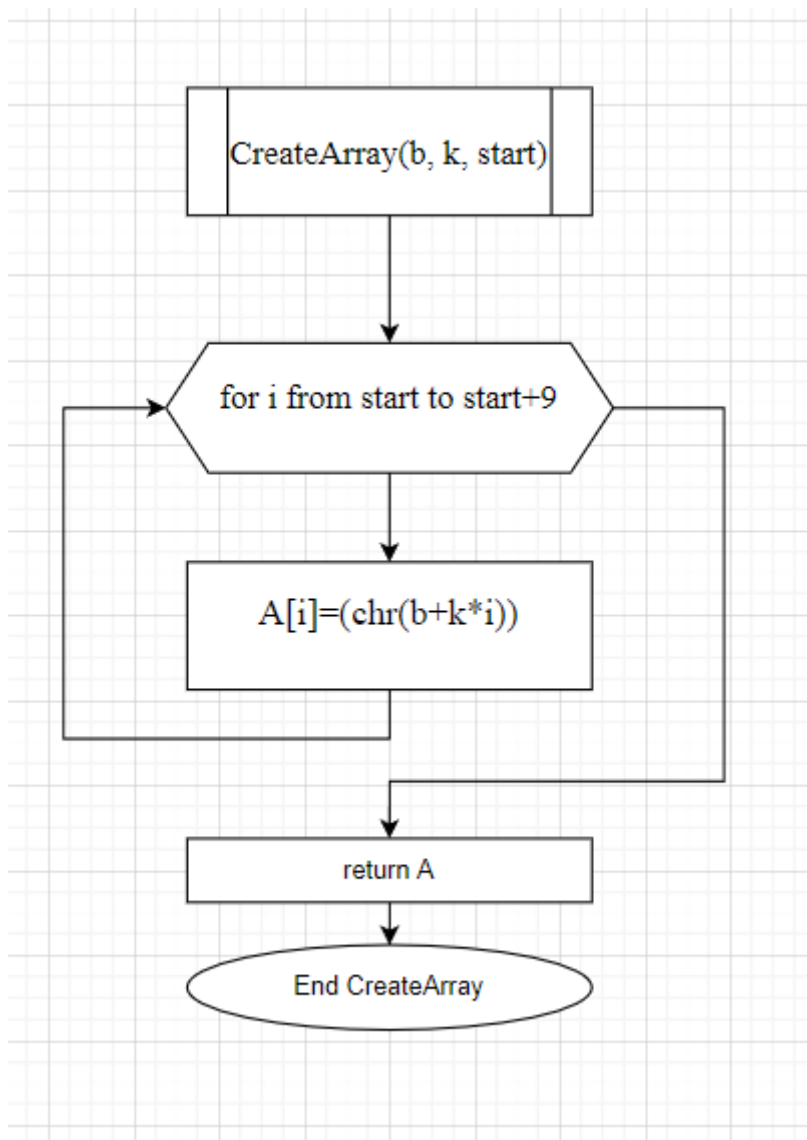 CreateArray(b, k, start)
for i from start to start+9
A[i]=(chr(b+k*i))
return A
End CreateArray